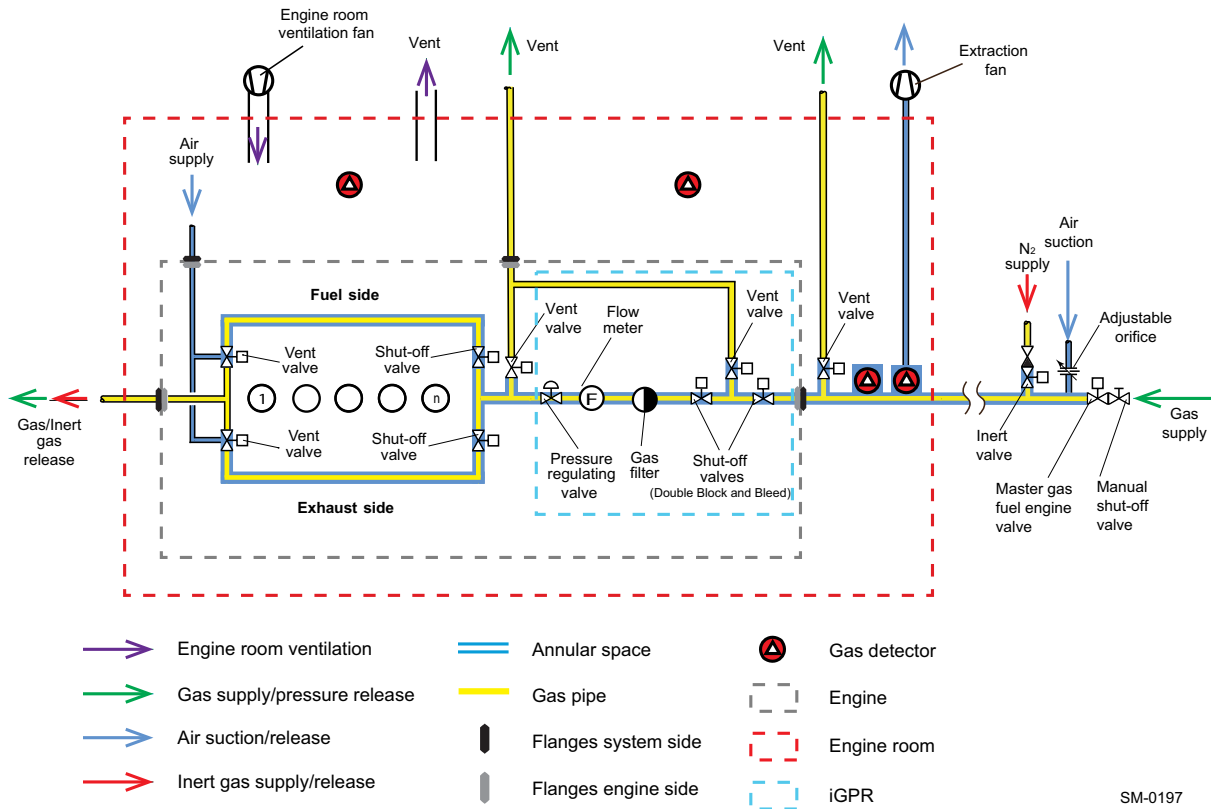 Engine room
ventilation fan
Vent
Vent
Vent
Extraction
fan
Air
supply
N2
supply
Air
suction
Adjustable
orifice
Fuel side
Vent
valve
Flow
meter
Vent
valve
Vent
valve
Vent
valve
Shut-off
valve
1
n
F
Gas/Inert
gas
release
Vent
valve
Shut-off
valve
Pressure
regulating
valve
Gas
filter
Shut-off
valves
(Double Block and Bleed)
Inert
valve
Master gas
fuel engine
valve
Manual
shut-off
valve
Gas
supply
Exhaust side
Engine room ventilation
Gas supply/pressure release
Air suction/release
Inert gas supply/release
Annular space
Gas pipe
Flanges system side
Flanges engine side
Gas detector
Engine
Engine room
iGPR
SM-0197